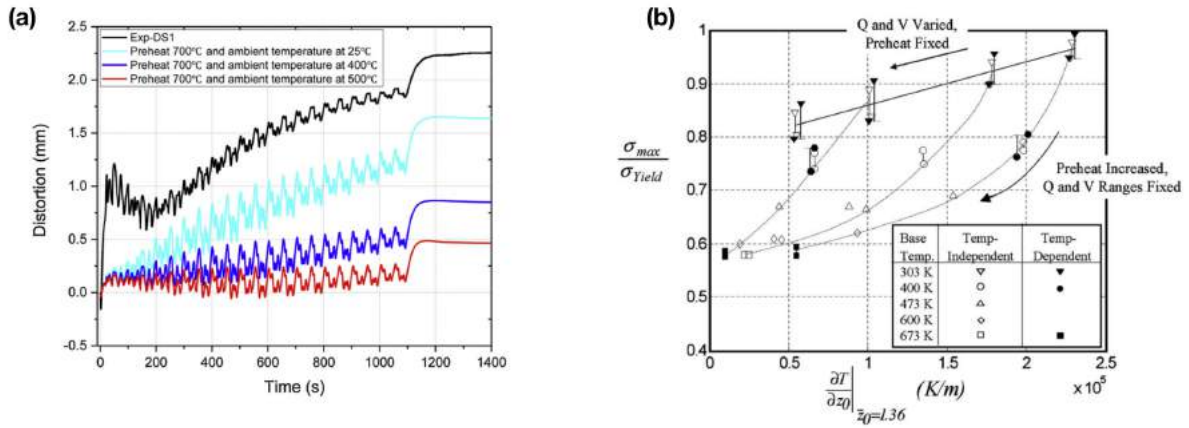 (a)
2.5
2.0
1.5
1.0
0.5
0.0
-0.5
Distortion (mm)
Exp-DS1
Preheat 700℃ and ambient temperature at 25℃
Preheat 700℃ and ambient temperature at 400℃
Preheat 700℃ and ambient temperature at 500℃
0 200 400 600 800 1000 1200 1400
Time (s)
(b)
1
0.9
0.8
0.7
0.6
0.5
0.4
σmax
σYield
Q and V Varied,
Preheat Fixed
Preheat Increased,
Q and V Ranges Fixed
Base Temp- Temp-
Temp. Independent Dependent
303 K ▽ ▼
400 K ○ ●
473 K △
600 K ◇
673 K □ ■
0 0.5 1 1.5 2 2.5
× 10⁵
∂T
∂z₀
z̄₀=1.36
(K/m)